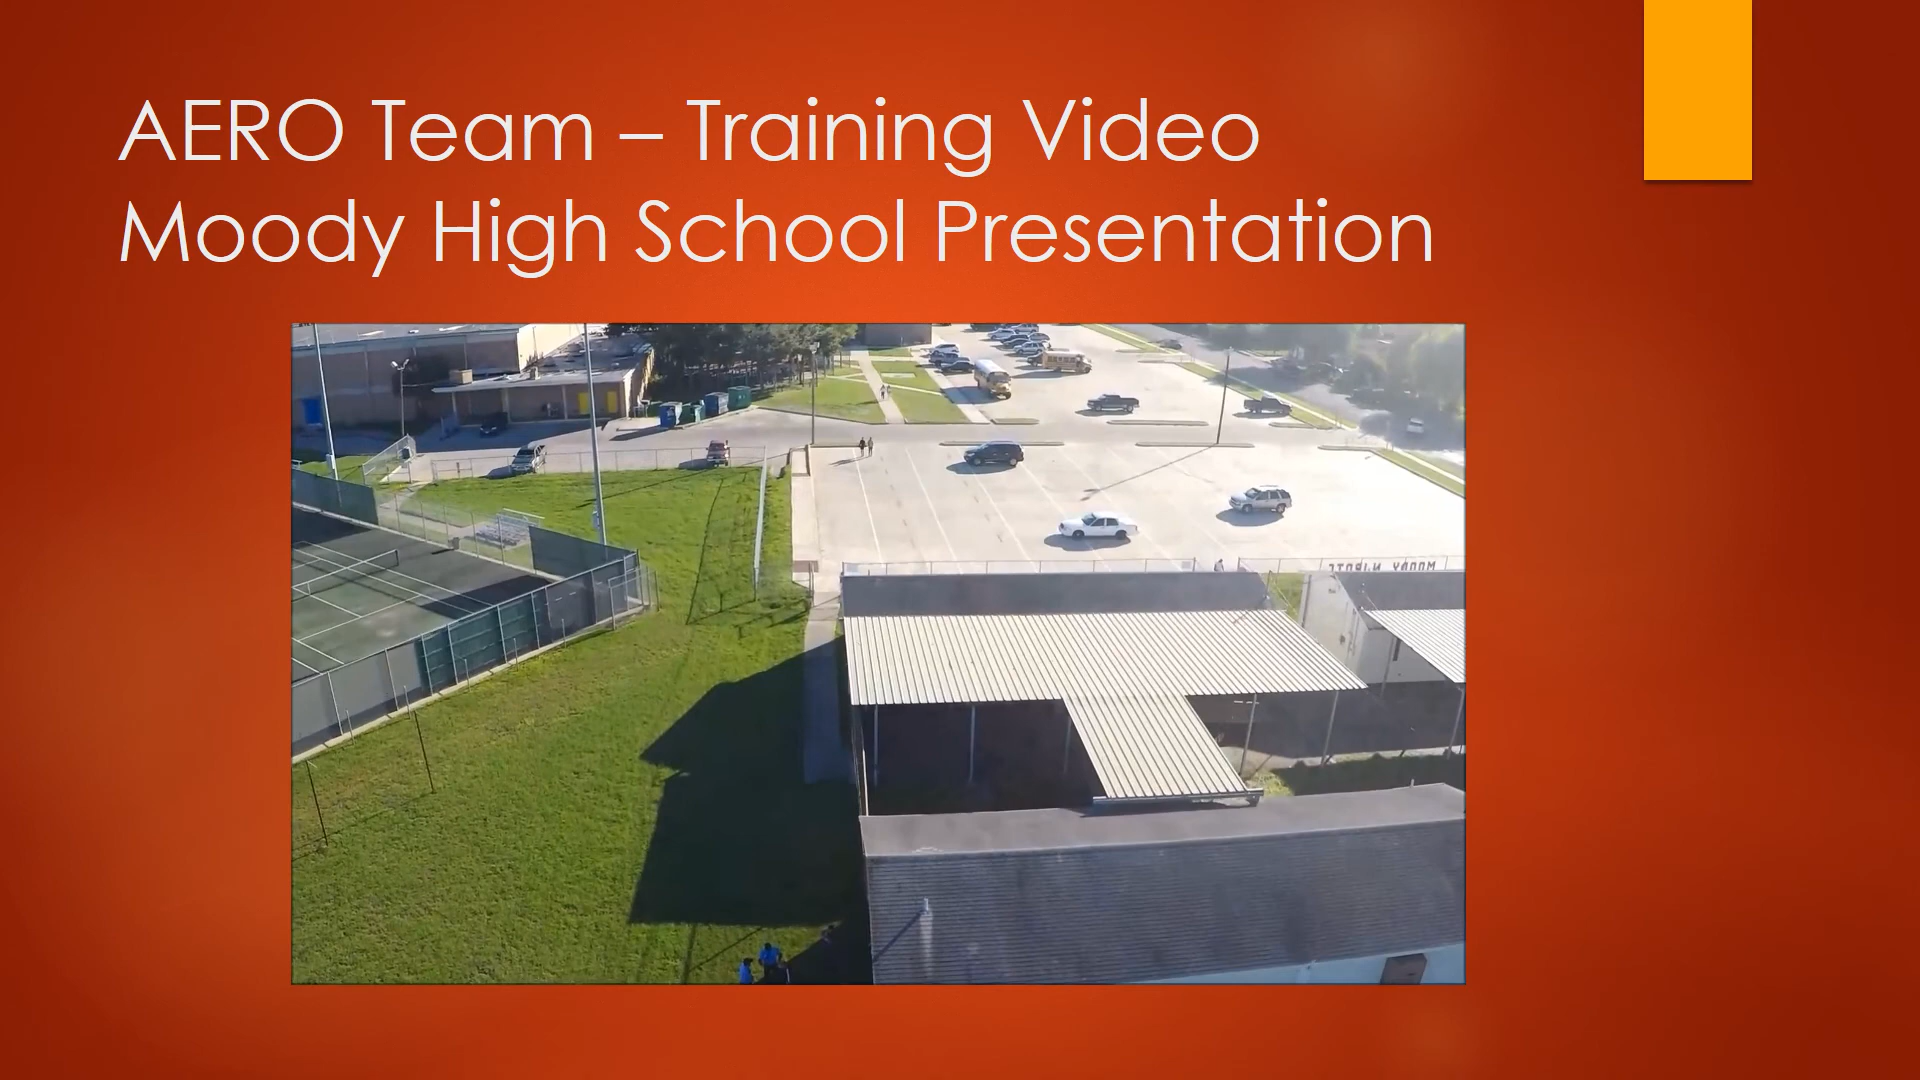 AERO Team – Training Video
Moody High School Presentation